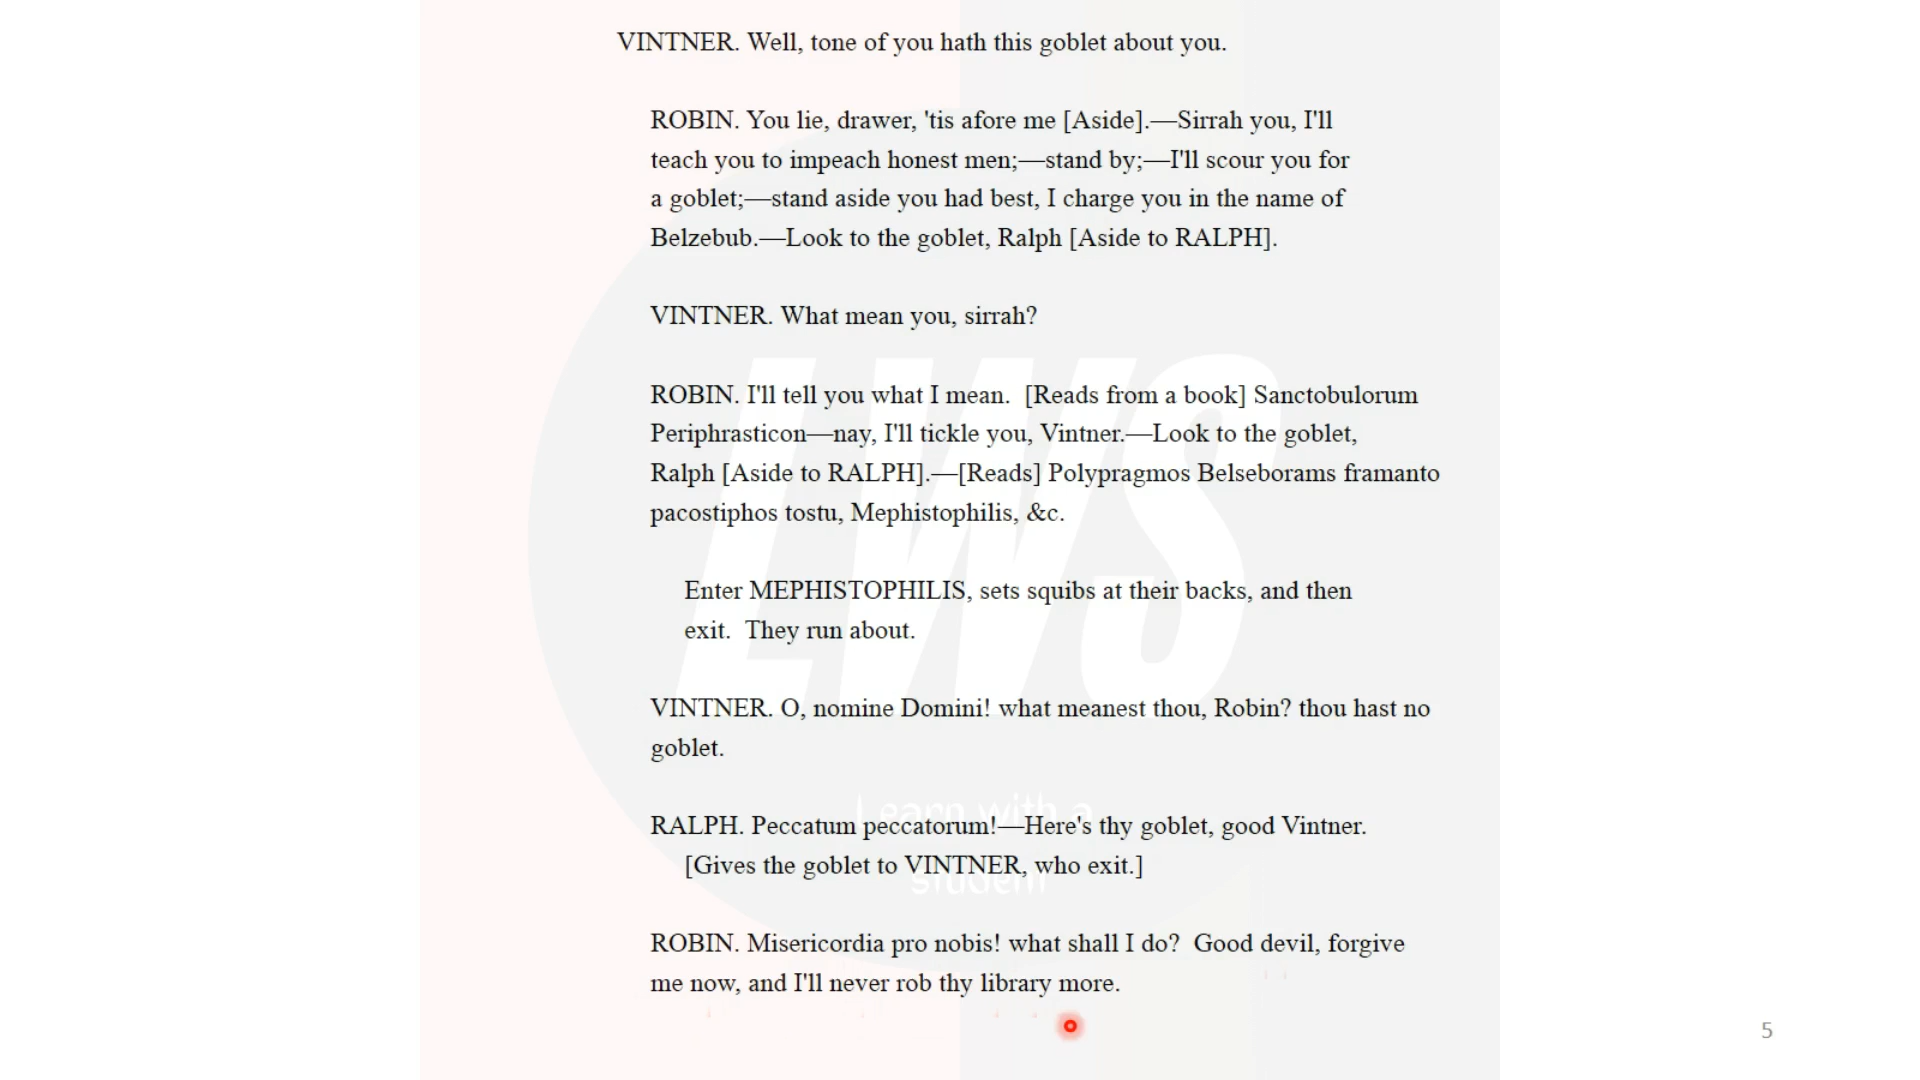 VINTNER. Well, tone of you hath this goblet about you.
ROBIN. You lie, drawer, 'tis afore me [Aside].—Sirrah you, I'll
teach you to impeach honest men;—stand by;—I'll scour you for
a goblet;—stand aside you had best, I charge you in the name of
Belzebub.—Look to the goblet, Ralph [Aside to RALPH].
VINTNER. What mean you, sirrah?
ROBIN. I'll tell you what I mean.  [Reads from a book] Sanctobulorum
Periphrasticon—nay, I'll tickle you, Vintner.—Look to the goblet,
Ralph [Aside to RALPH].—[Reads] Polypragmos Belseborams framanto
pacostiphos tostu, Mephistophilis, &c.
Enter MEPHISTOPHILIS, sets squibs at their backs, and then
exit.  They run about.
VINTNER. O, nomine Domini! what meanest thou, Robin? thou hast no
goblet.
RALPH. Peccatum peccatorum!—Here's thy goblet, good Vintner.
[Gives the goblet to VINTNER, who exit.]
ROBIN. Misericordia pro nobis! what shall I do?  Good devil, forgive
me now, and I'll never rob thy library more.
LWS
Learn with a
student
5